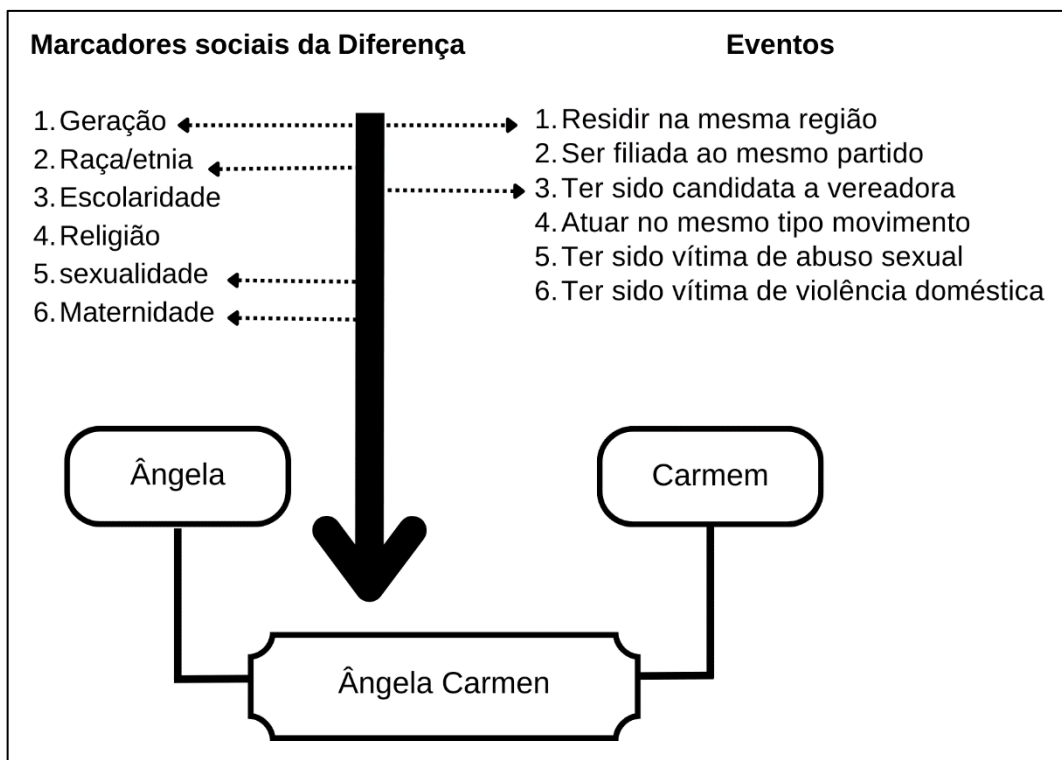 Marcadores sociais da Diferença
1. Geração
2. Raça/etnia
3. Escolaridade
4. Religião
5. sexualidade
6. Maternidade
Eventos
1. Residir na mesma região
2. Ser filiada ao mesmo partido
3. Ter sido candidata a vereadora
4. Atuar no mesmo tipo movimento
5. Ter sido vítima de abuso sexual
6. Ter sido vítima de violência doméstica
Ângela
Carmem
Ângela Carmen